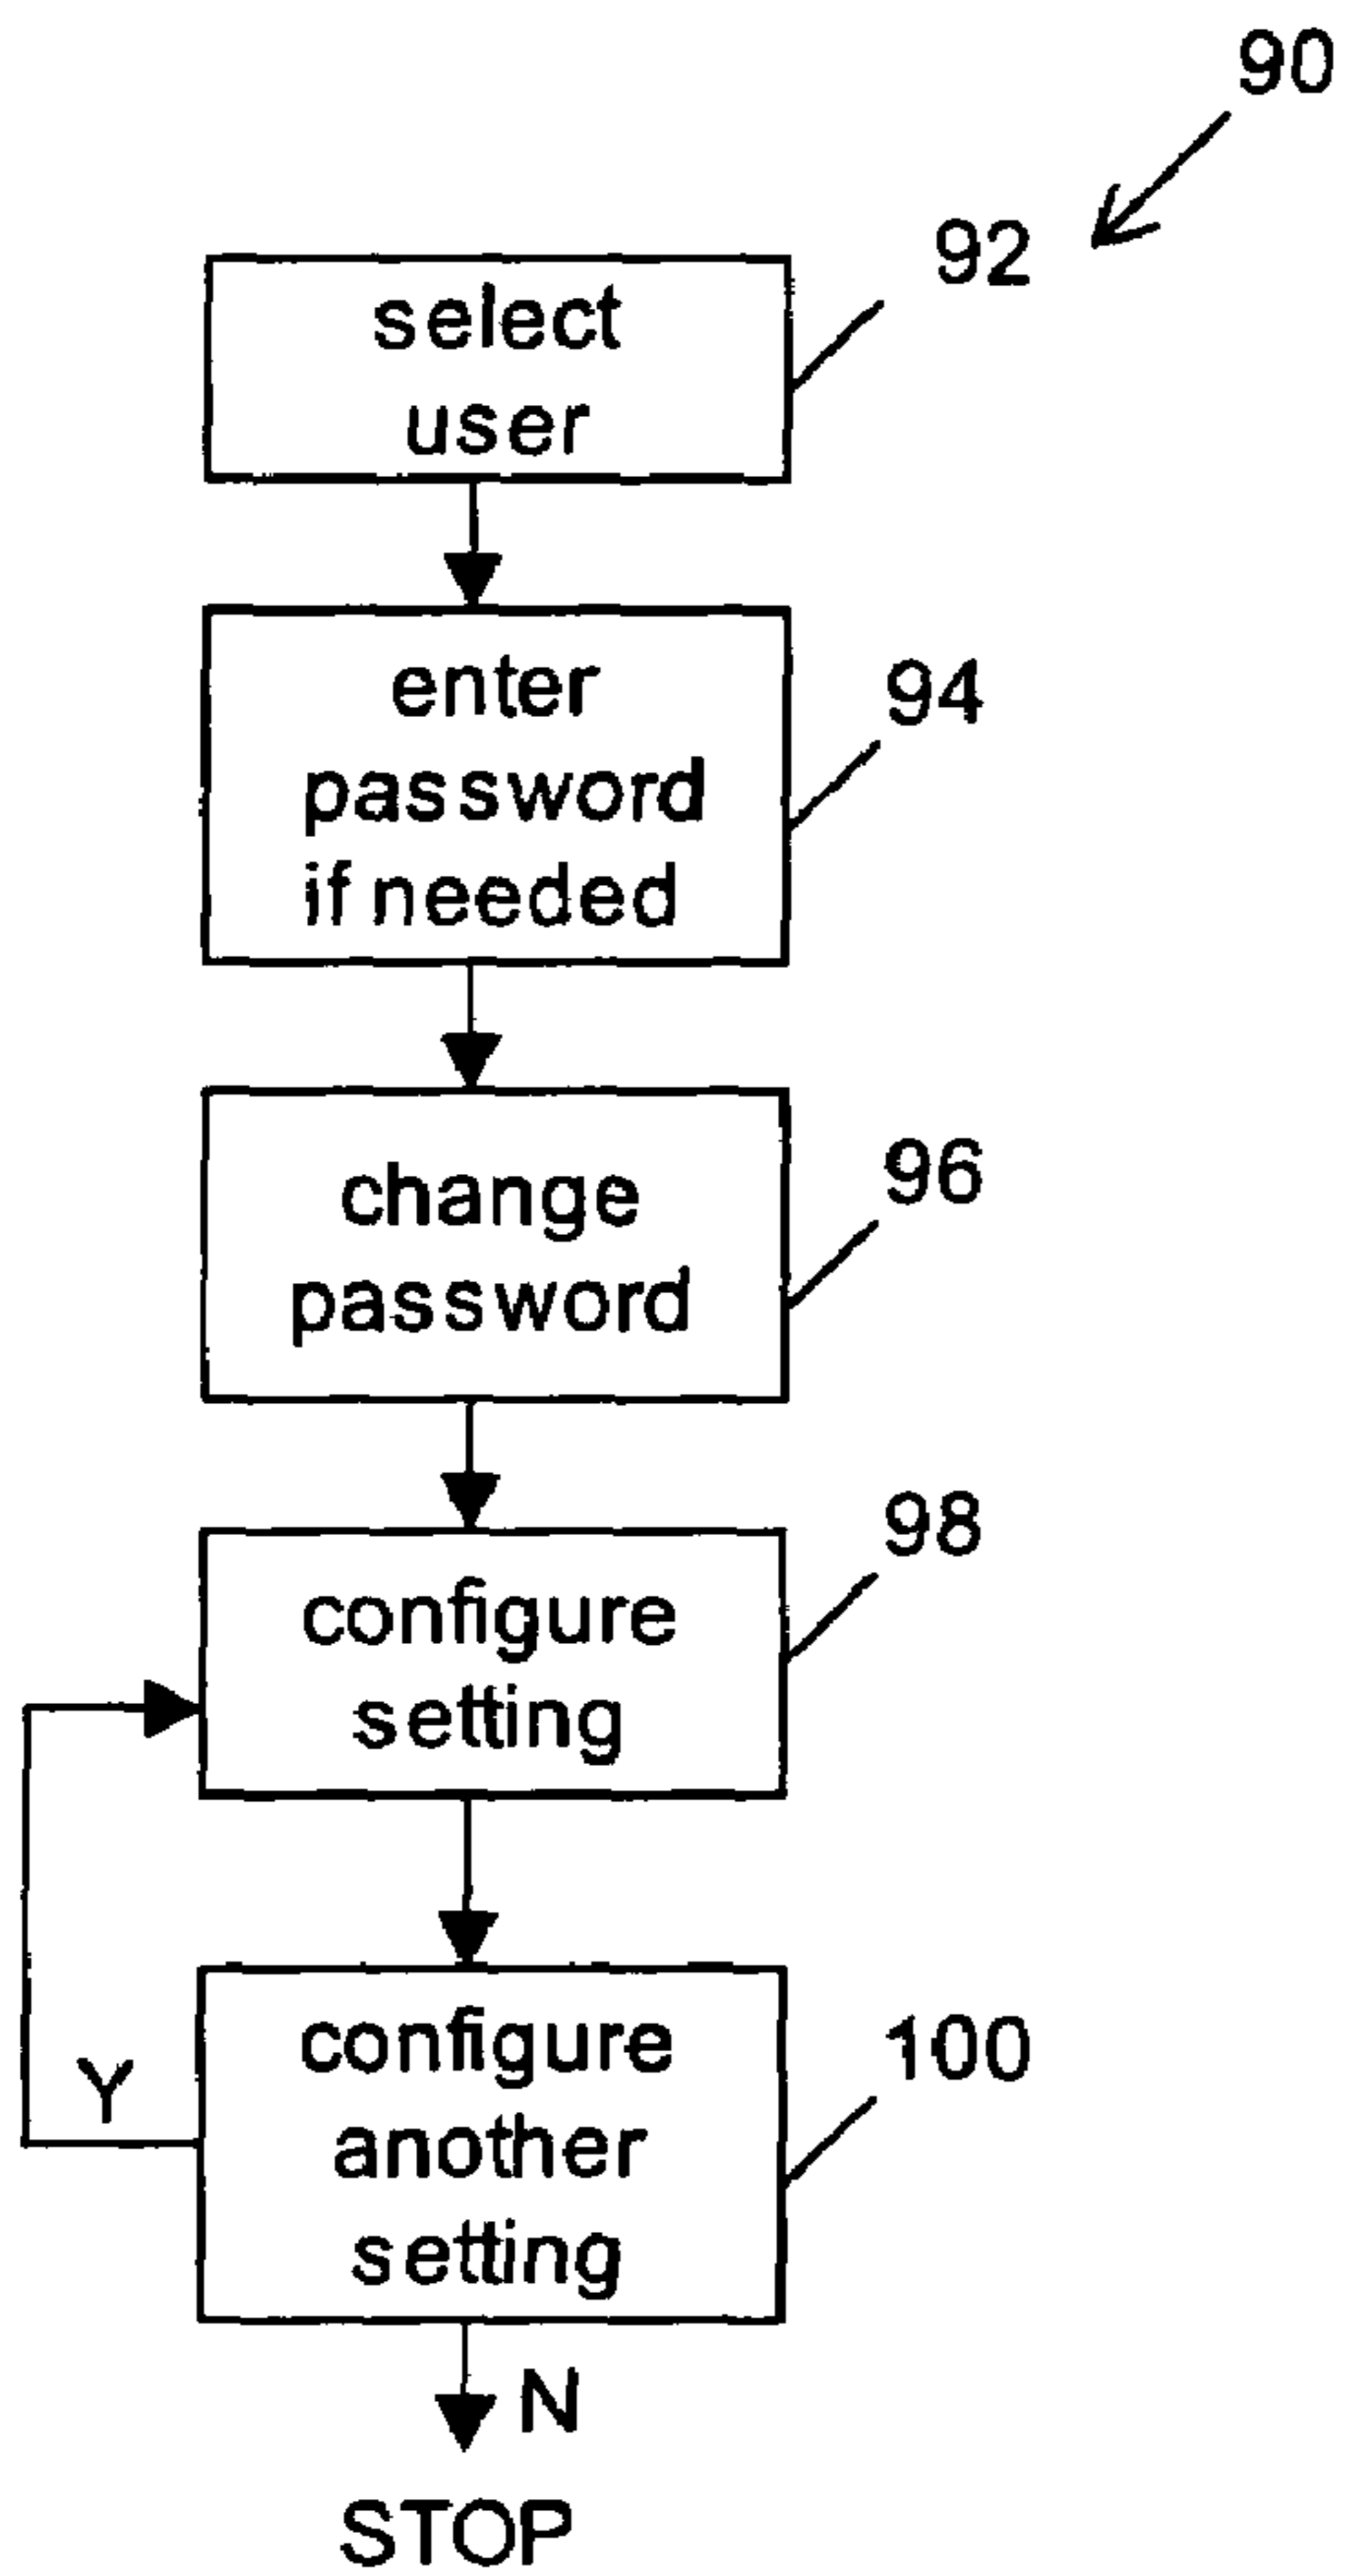 90
92
select
user
94
enter
password
if needed
96
change
password
98
configure
setting
100
configure
another
setting
Y
N
STOP